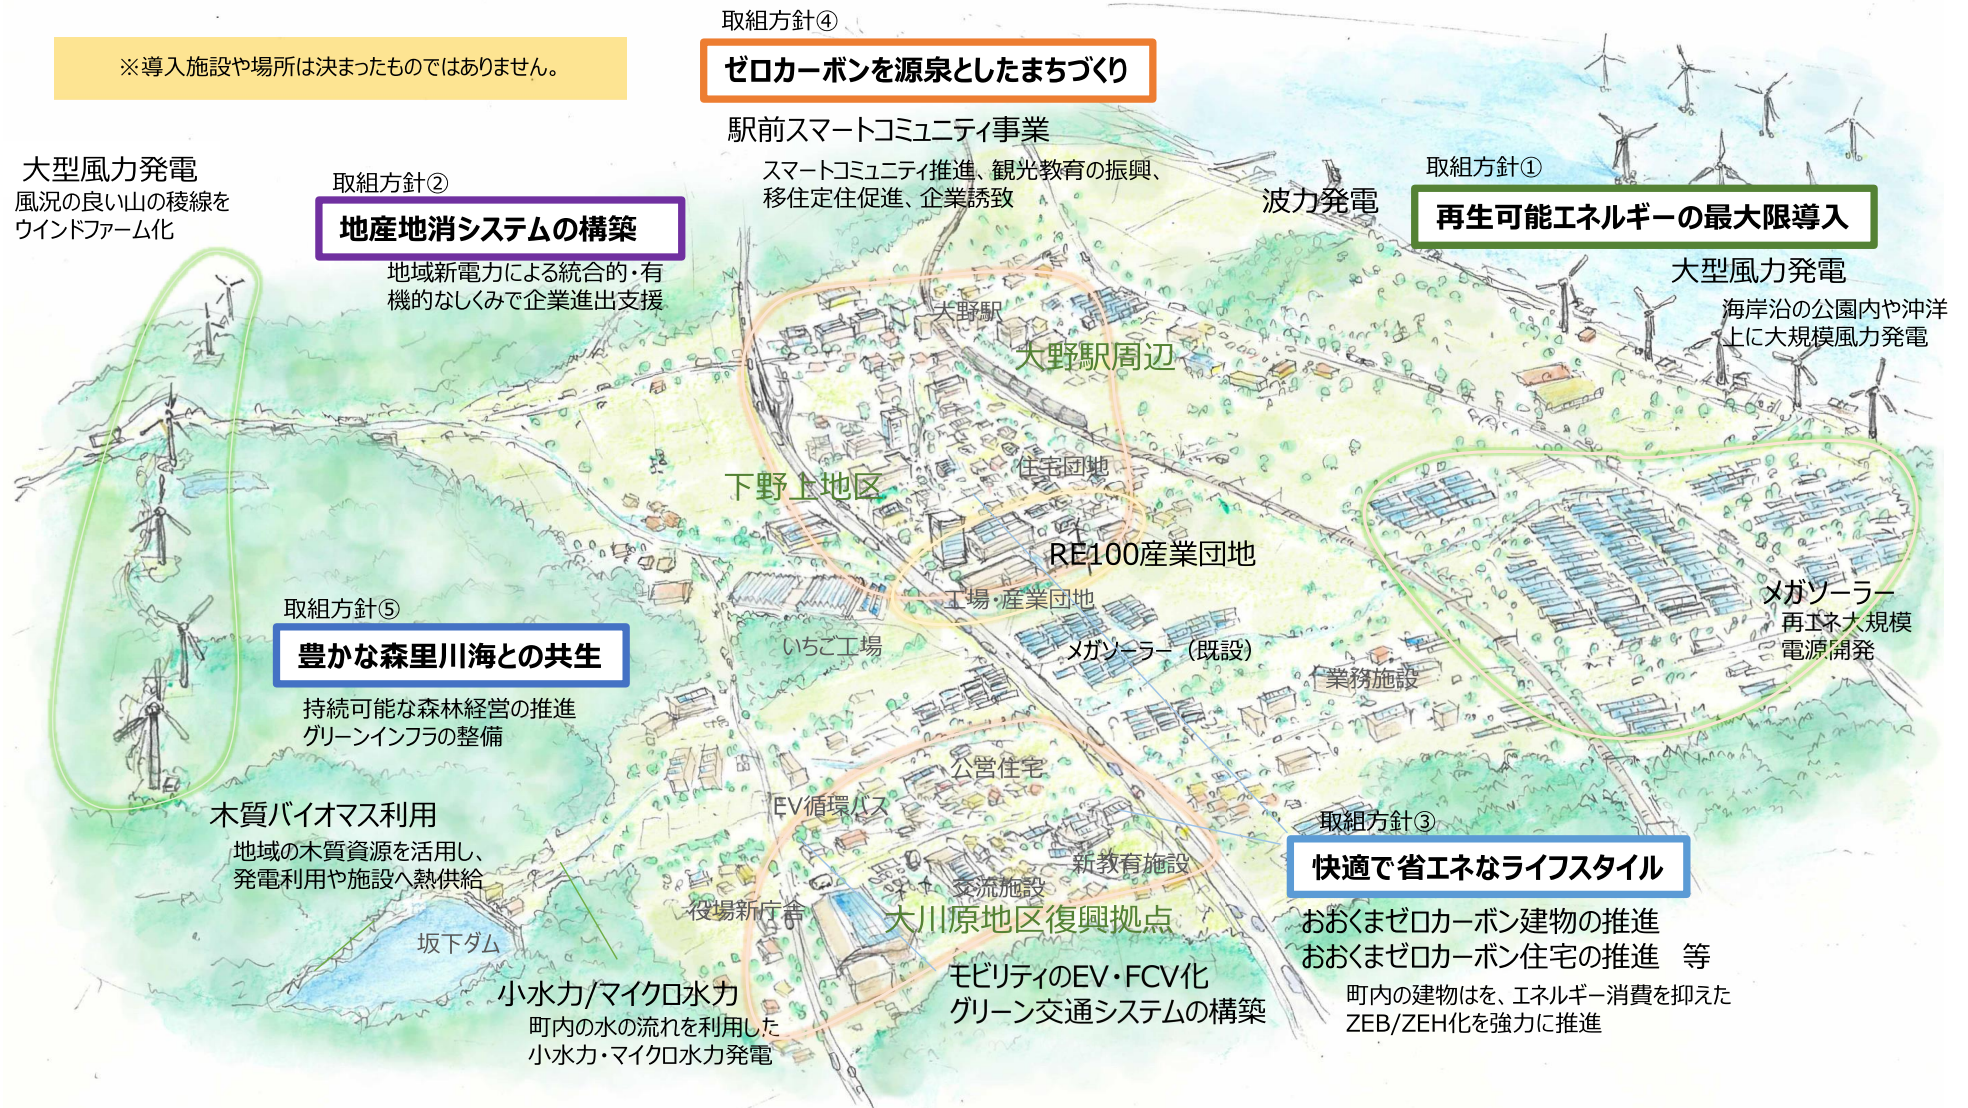 ※導入施設や場所は決まったものではありません。
取組方針④
ゼロカーボンを源泉としたまちづくり
駅前スマートコミュニティ事業
スマートコミュニティ推進、観光教育の振興、
移住定住促進、企業誘致
大型風力発電
風況の良い山の稜線を
ウインドファーム化
取組方針②
地産地消システムの構築
地域新電力による統合的・有
機的なしくみで企業進出支援
波力発電
取組方針①
再生可能エネルギーの最大限導入
大型風力発電
海岸沿の公園内や沖洋
上に大規模風力発電
大野駅
大野駅周辺
住宅団地
下野上地区
RE100産業団地
工場・産業団地
いちご工場
メガソーラー（既設）
業務施設
メガソーラー
再エネ大規模
電源開発
取組方針⑤
豊かな森里川海との共生
持続可能な森林経営の推進
グリーンインフラの整備
木質バイオマス利用
地域の木質資源を活用し、
発電利用や施設へ熱供給
坂下ダム
小水力/マイクロ水力
町内の水の流れを利用した
小水力・マイクロ水力発電
公営住宅
EV循環バス
新教育施設
交流施設
役場新庁舎
大川原地区復興拠点
モビリティのEV・FCV化
グリーン交通システムの構築
取組方針③
快適で省エネなライフスタイル
おおくまゼロカーボン建物の推進
おおくまゼロカーボン住宅の推進　等
町内の建物はを、エネルギー消費を抑えた
ZEB/ZEH化を強力に推進